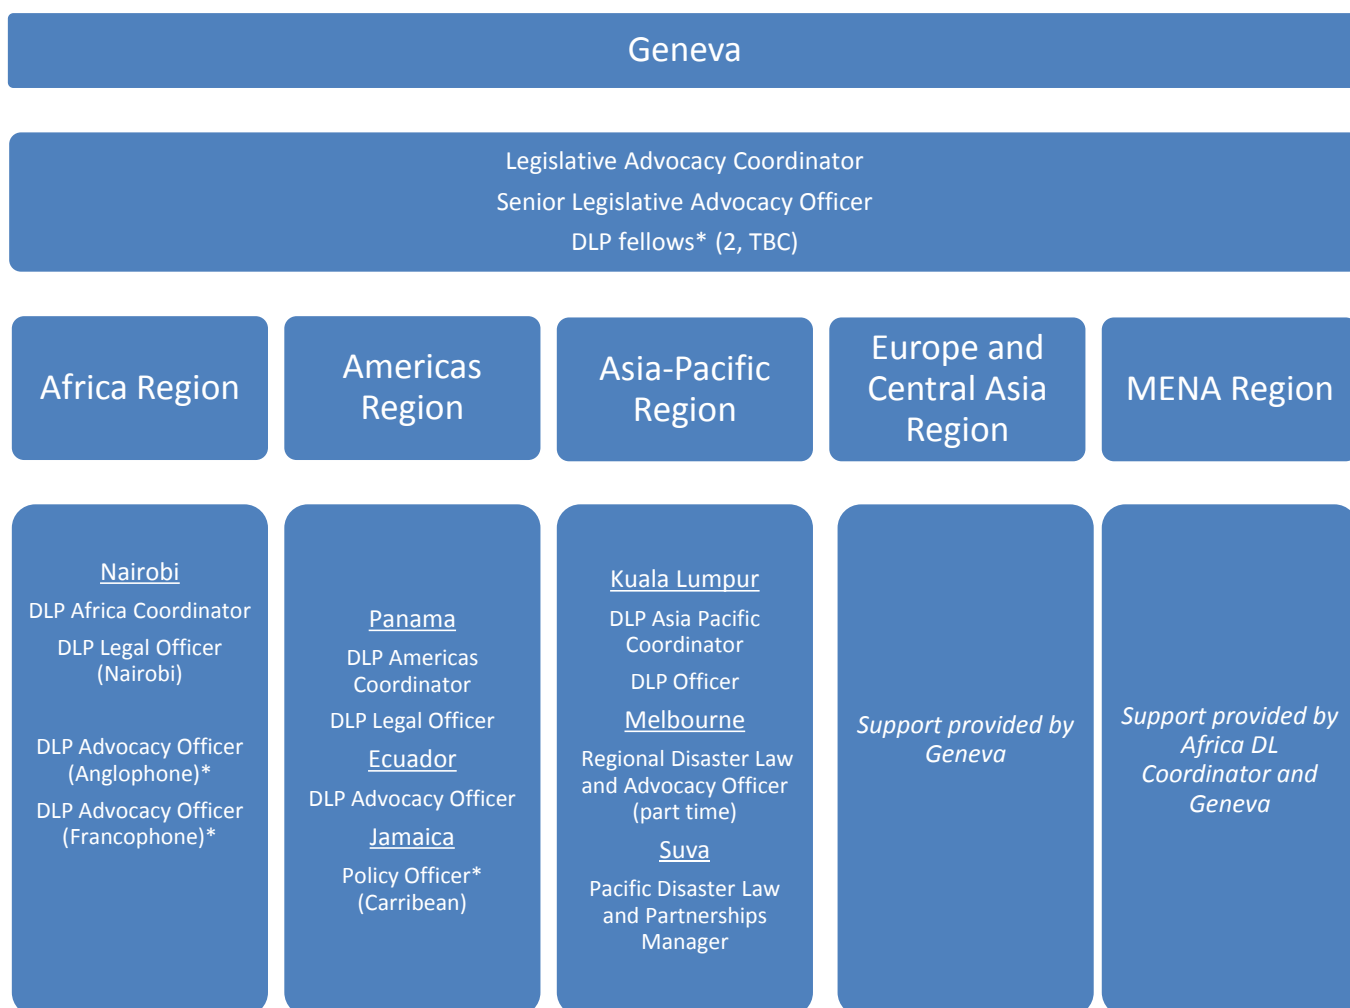 Geneva
Legislative Advocacy Coordinator
Senior Legislative Advocacy Officer
DLP fellows* (2, TBC)
Africa Region
Americas
Region
Asia-Pacific
Region
Europe and
Central Asia
Region
MENA Region
Nairobi
DLP Africa Coordinator
DLP Legal Officer
(Nairobi)
DLP Advocacy Officer
(Anglophone)*
DLP Advocacy Officer
(Francophone)*
Panama
DLP Americas
Coordinator
DLP Legal Officer
Ecuador
DLP Advocacy Officer
Jamaica
Policy Officer*
(Carribean)
Kuala Lumpur
DLP Asia Pacific
Coordinator
DLP Officer
Melbourne
Regional Disaster Law
and Advocacy Officer
(part time)
Suva
Pacific Disaster Law
and Partnerships
Manager
Support provided by
Geneva
Support provided by
Africa DL
Coordinator and
Geneva